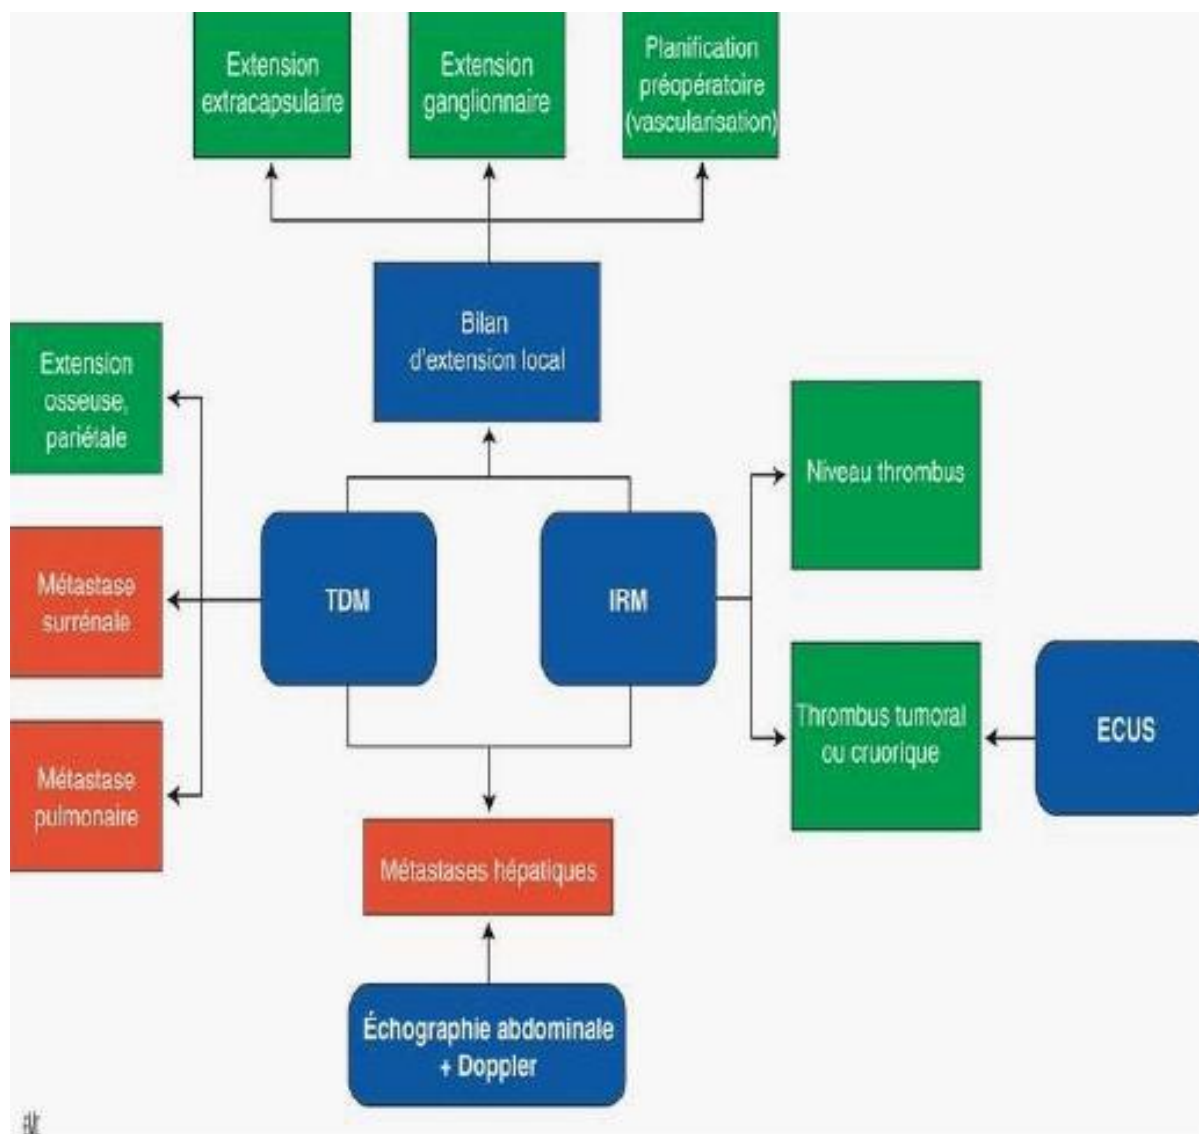 Extension
extracapsulaire
Extension
ganglionnaire
Planification
préopératoire
(vascularisation)
Bilan
d'extension local
Extension
osseuse,
pariétale
Niveau thrombus
Métastase
surrénale
TDM
IRM
Thrombus tumoral
ou cruorique
ECUS
Métastase
pulmonaire
Métastases hépatiques
Échographie abdominale
+ Doppler